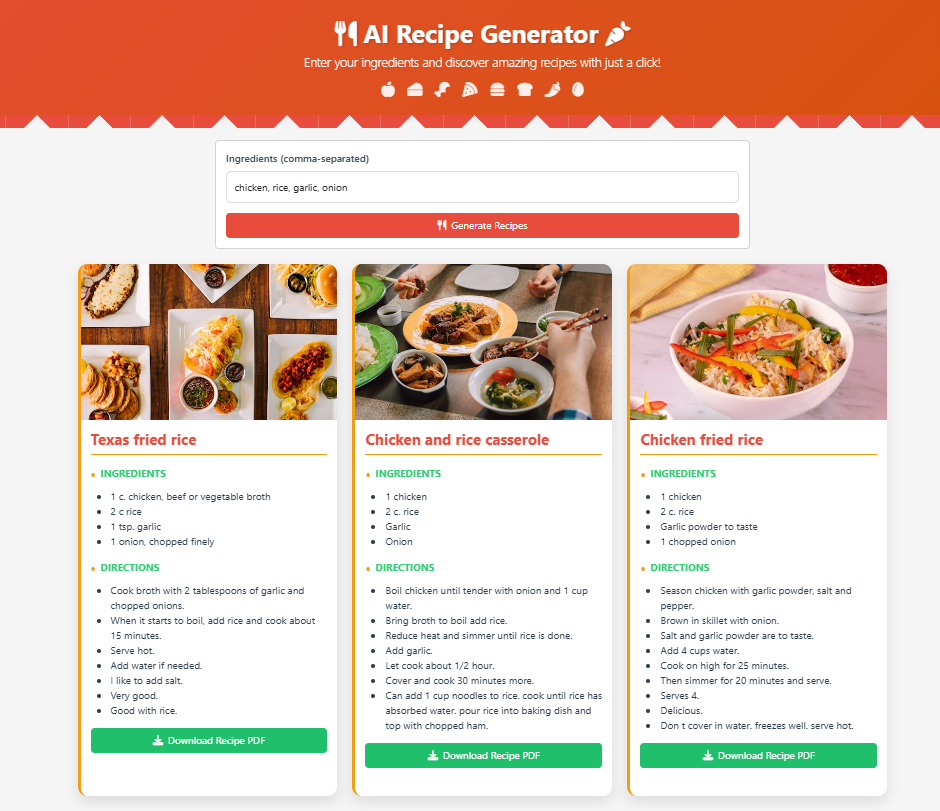 AI Recipe Generator
Enter your ingredients and discover amazing recipes with just a click!
Ingredients (comma-separated)
chicken, rice, garlic, onion
Generate Recipes
Texas fried rice
INGREDIENTS
1 c. chicken, beef or vegetable broth
2 c rice
1 tsp. garlic
1 onion, chopped finely
DIRECTIONS
Cook broth with 2 tablespoons of garlic and
chopped onions.
When it starts to boil, add rice and cook about
15 minutes.
Serve hot.
Add water if needed.
I like to add salt.
Very good.
Good with rice.
Download Recipe PDF
Chicken and rice casserole
INGREDIENTS
1 chicken
2 c. rice
Garlic
Onion
DIRECTIONS
Boil chicken until tender with onion and 1 cup
water.
Bring broth to boil add rice.
Reduce heat and simmer until rice is done.
Add garlic.
Let cook about 1/2 hour.
Cover and cook 30 minutes more.
Can add 1 cup noodles to rice. cook until rice has
absorbed water. pour rice into baking dish and
top with chopped ham.
Download Recipe PDF
Chicken fried rice
INGREDIENTS
1 chicken
2 c. rice
Garlic powder to taste
1 chopped onion
DIRECTIONS
Season chicken with garlic powder, salt and
pepper.
Brown in skillet with onion.
Salt and garlic powder are to taste.
Add 4 cups water.
Cook on high for 25 minutes.
Then simmer for 20 minutes and serve.
Serves 4.
Delicious.
Don t cover in water. freezes well. serve hot.
Download Recipe PDF